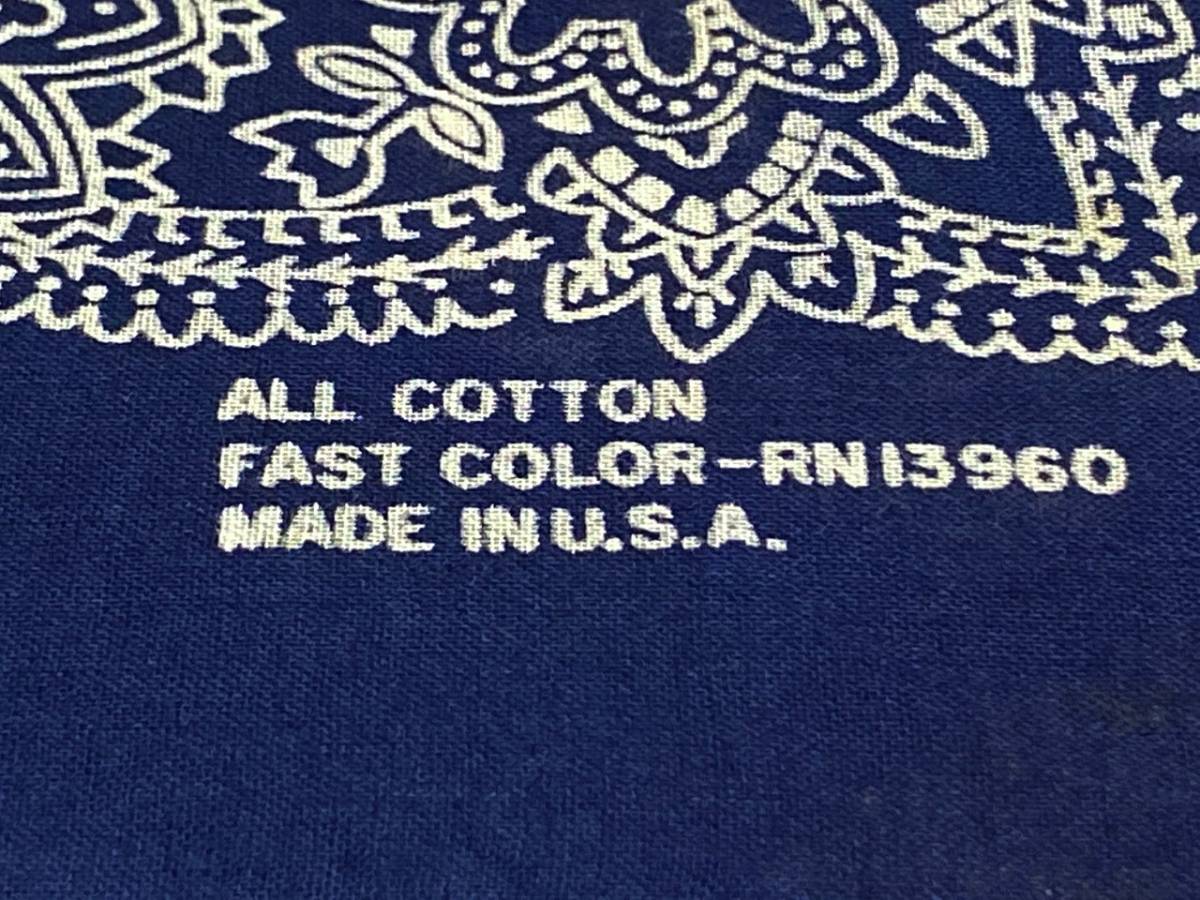 ALL COTTON
FAST COLOR-RN13960
MADE IN U.S.A.